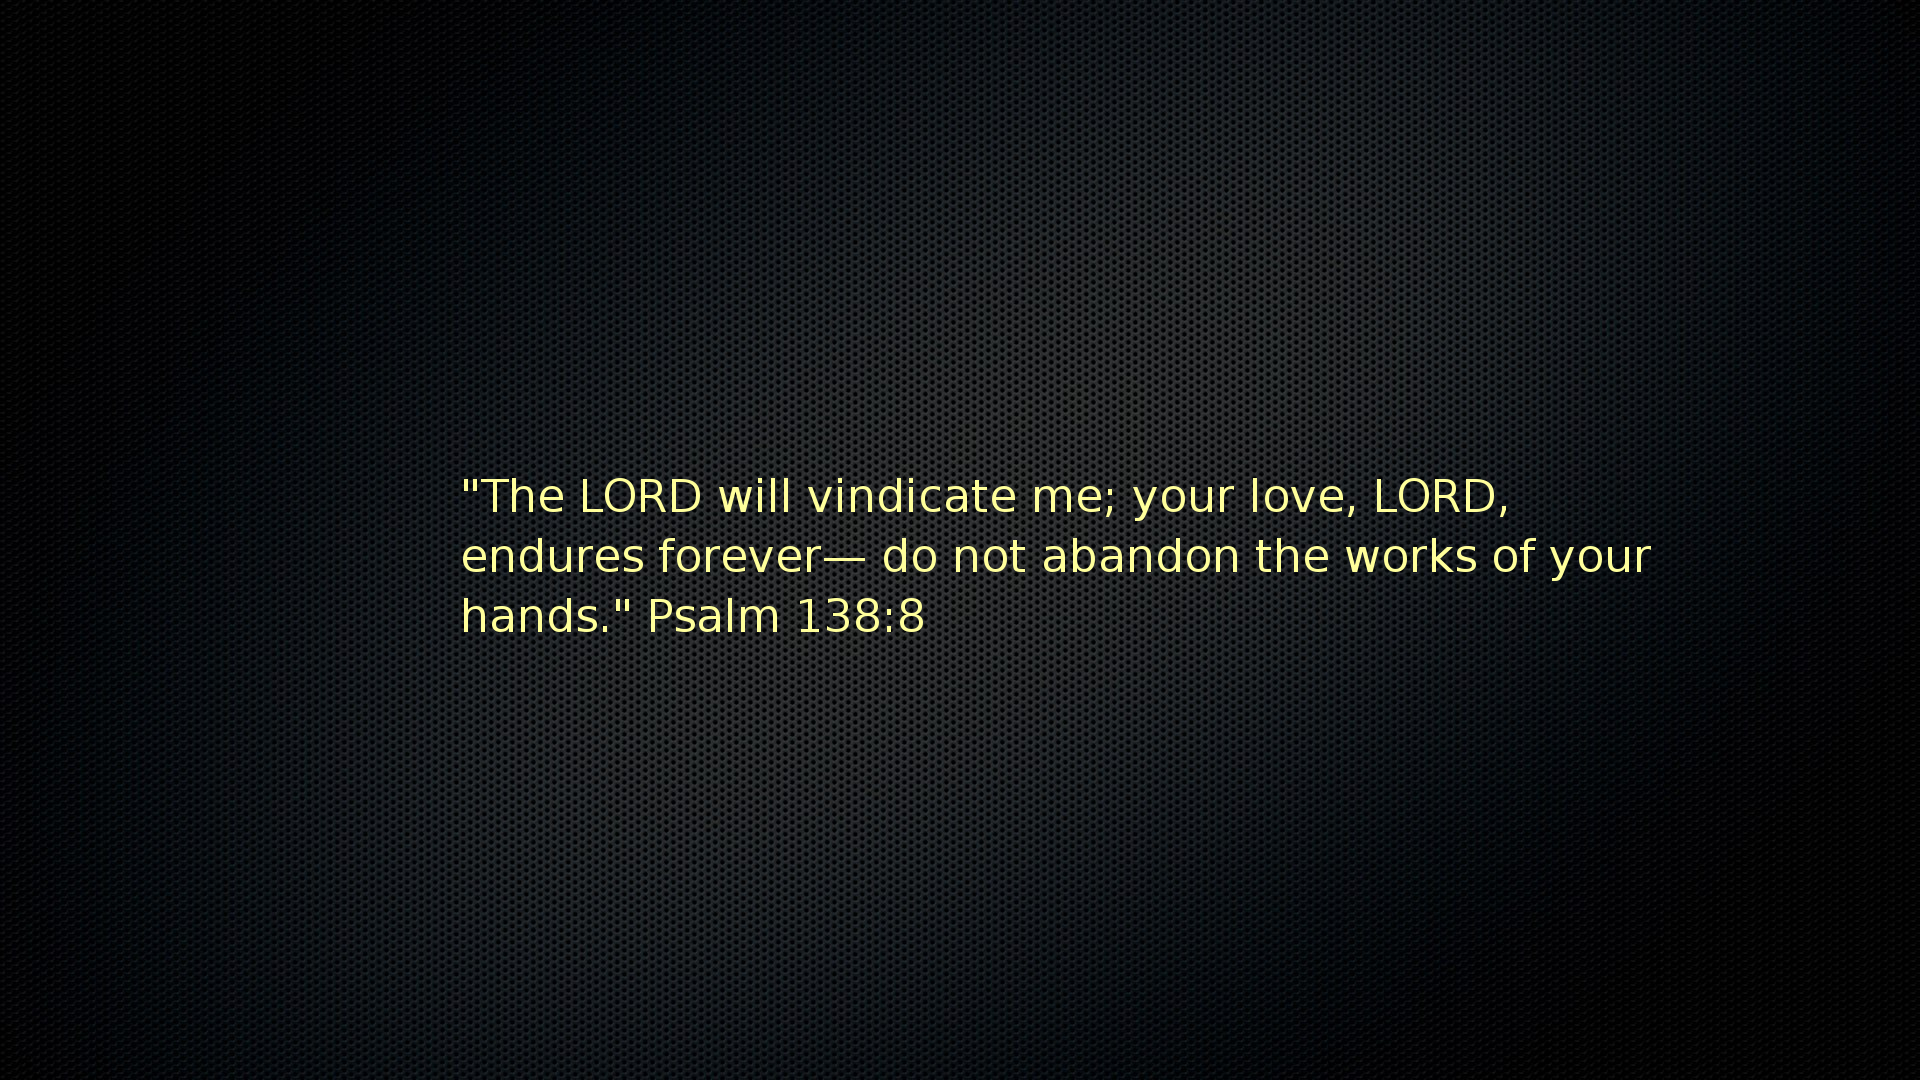 "The LORD will vindicate me; your love, LORD,
endures forever— do not abandon the works of your
hands." Psalm 138:8